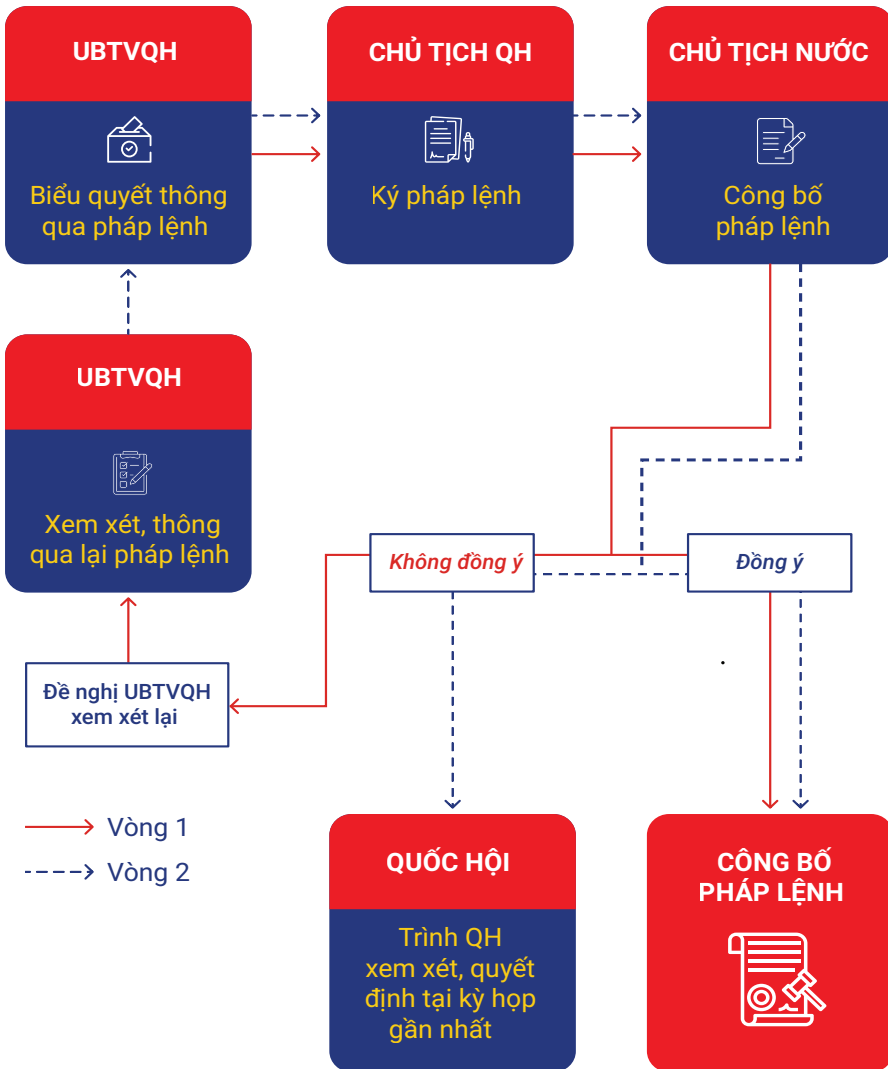 UBTVQH
Biểu quyết thông
qua pháp lệnh
CHỦ TỊCH QH
Ký pháp lệnh
CHỦ TỊCH NƯỚC
Công bố
pháp lệnh
UBTVQH
Xem xét, thông
qua lại pháp lệnh
Không đồng ý
Đồng ý
Đề nghị UBTVQH
xem xét lại
Vòng 1
Vòng 2
QUỐC HỘI
Trình QH
xem xét, quyết
định tại kỳ họp
gần nhất
CÔNG BỐ
PHÁP LỆNH